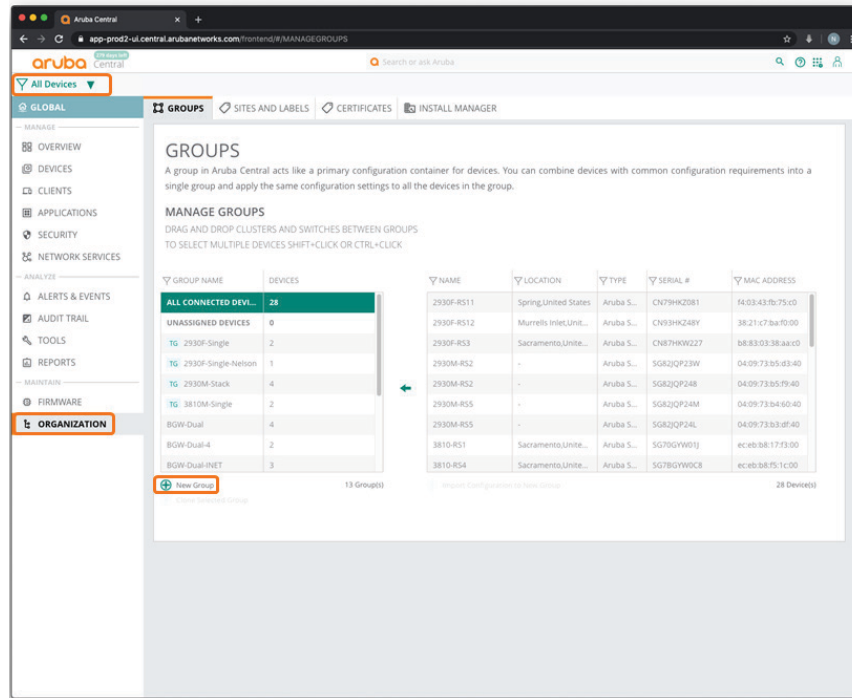 Aruba Central
app-prod2-ui.central.arubanetworks.com/frontend/#/MANAGEGROUPS
aruba Central
Search or ask Aruba
All Devices
GLOBAL
GROUPS
SITES AND LABELS
CERTIFICATES
INSTALL MANAGER
MANAGE
OVERVIEW
DEVICES
CLIENTS
APPLICATIONS
SECURITY
NETWORK SERVICES
ANALYZE
ALERTS & EVENTS
AUDIT TRAIL
TOOLS
REPORTS
MAINTAIN
FIRMWARE
ORGANIZATION
GROUPS
A group in Aruba Central acts like a primary configuration container for devices. You can combine devices with common configuration requirements into a
single group and apply the same configuration settings to all the devices in the group.
MANAGE GROUPS
DRAG AND DROP CLUSTERS AND SWITCHES BETWEEN GROUPS
TO SELECT MULTIPLE DEVICES SHIFT+CLICK OR CTRL+CLICK
GROUP NAME DEVICES
ALL CONNECTED DEVI... 28
UNASSIGNED DEVICES 0
TG 2930F-Single 2
TG 2930F-Single-Nelson 1
TG 2930M-Stack 4
TG 3810M-Single 2
BGW-Dual 4
BGW-Dual-4 2
BGW-Dual-INET 3
New Group 13 Group(s)
Clone Selected Group
NAME LOCATION TYPE SERIAL # MAC ADDRESS
2930F-RS11 Spring,United States Aruba S... CN79HKZ081 f4:03:43:fb:75:c0
2930F-RS12 Murrells Inlet,Unit... Aruba S... CN93HKZ48Y 38:21:c7:ba:f0:00
2930F-RS3 Sacramento,Unite... Aruba S... CN87HKW227 b8:83:03:38:aa:c0
2930M-RS2 - Aruba S... SG82JQP23W 04:09:73:b5:d3:40
2930M-RS2 - Aruba S... SG82JQP248 04:09:73:b5:f9:40
2930M-RS5 - Aruba S... SG82JQP24M 04:09:73:b4:60:40
2930M-RS5 - Aruba S... SG82JQP24L 04:09:73:b3:df:40
3810-RS1 Sacramento,Unite... Aruba S... SG70GYW01J ec:eb:b8:17:f3:00
3810-RS4 Sacramento,Unite... Aruba S... SG7BGYW0C8 ec:eb:b8:f5:1c:00
Import Configuration to New Group 28 Device(s)